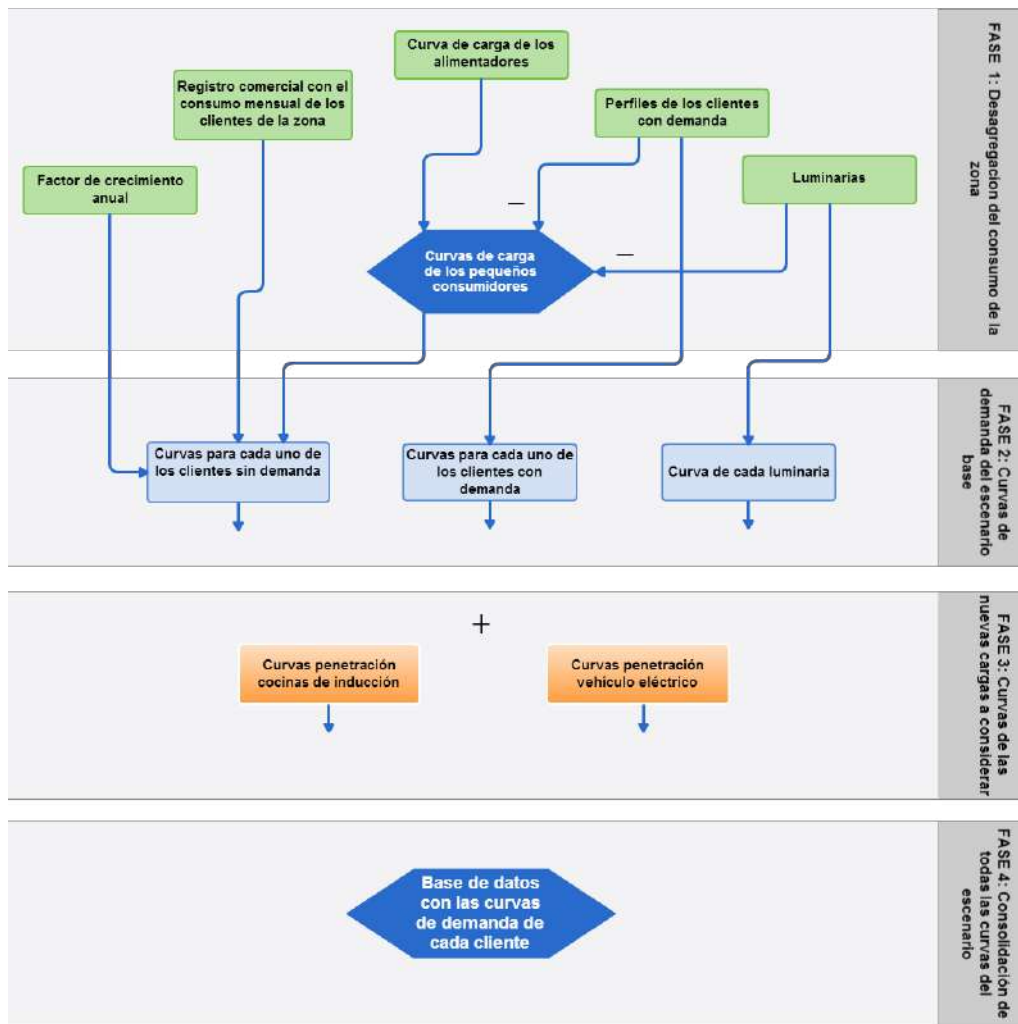 Curva de carga de los
alimentadores
Registro comercial con el
consumo mensual de los
clientes de la zona
Perfiles de los clientes
con demanda
Factor de crecimiento
anual
Luminarias
—
—
Curvas de carga
de los pequeños
consumidores
FASE 1: Desagregacion del consumo de la
zona
Curvas para cada uno de
los clientes sin demanda
Curvas para cada uno de
los clientes con
demanda
Curva de cada luminaria
FASE 2: Curvas de
demanda del escenario
base
+
Curvas penetración
cocinas de inducción
Curvas penetración
vehículo eléctrico
FASE 3: Curvas de las
nuevas cargas a considerar
Base de datos
con las curvas
de demanda de
cada cliente
FASE 4: Consolidación de
todas las curvas del
escenario